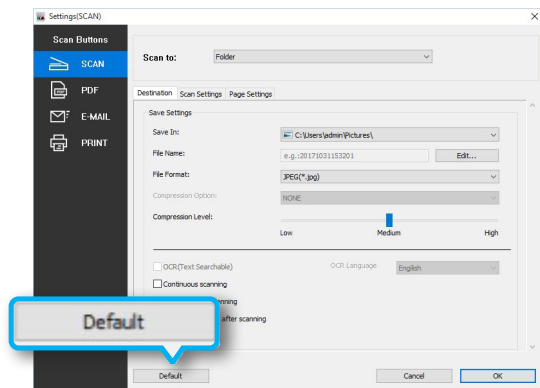 Settings(SCAN)
Scan Buttons
SCAN
PDF
E-MAIL
PRINT
Scan to: Folder
Destination Scan Settings Page Settings
Save Settings
Save In: C:\Users\admin\Pictures\
File Name: e.g.:20171031153201 Edit...
File Format: JPEG(*.jpg)
Compression Option: NONE
Compression Level:
Low Medium High
OCR(Text Searchable) OCR Language English
Continuous scanning
after scanning
Default
Default Cancel OK